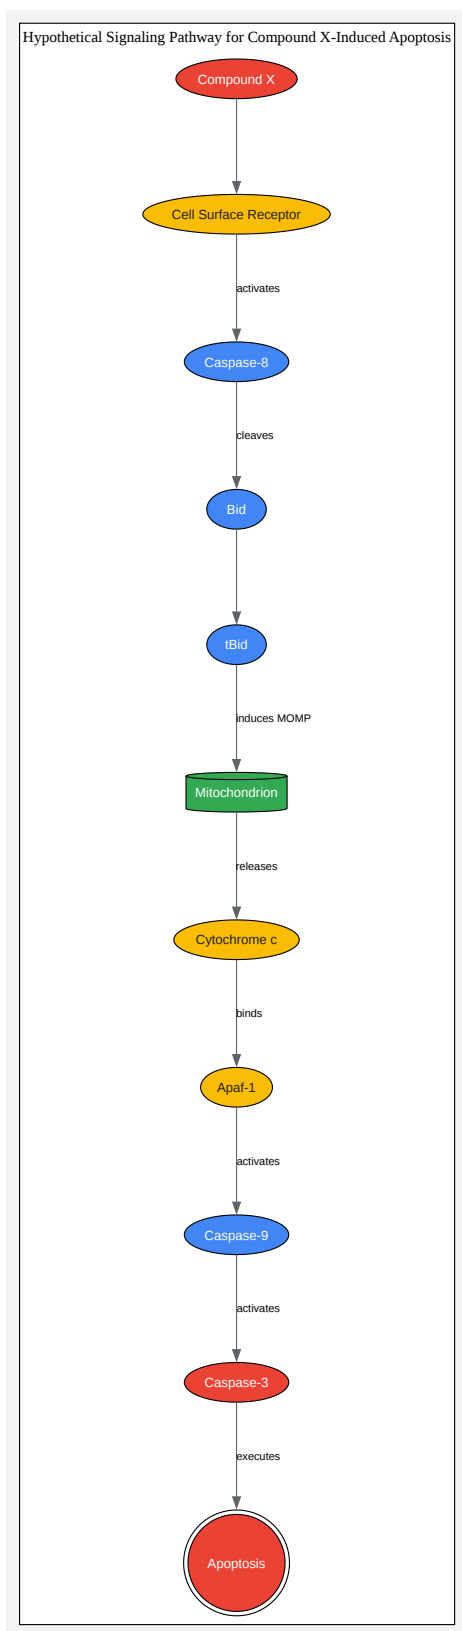 Hypothetical Signaling Pathway for Compound X-Induced Apoptosis
Compound X
Cell Surface Receptor
activates
Caspase-8
cleaves
Bid
tBid
induces MOMP
Mitochondrion
releases
Cytochrome c
binds
Apaf-1
activates
Caspase-9
activates
Caspase-3
executes
Apoptosis